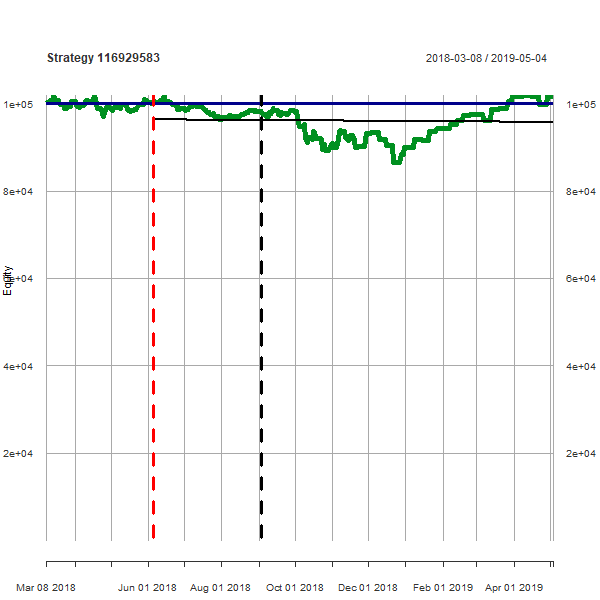 Strategy 116929583
2018-03-08 / 2019-05-04
1e+05
1e+05
8e+04
8e+04
Equity
6e+04
6e+04
4e+04
4e+04
2e+04
2e+04
Mar 08 2018
Jun 01 2018
Aug 01 2018
Oct 01 2018
Dec 01 2018
Feb 01 2019
Apr 01 2019